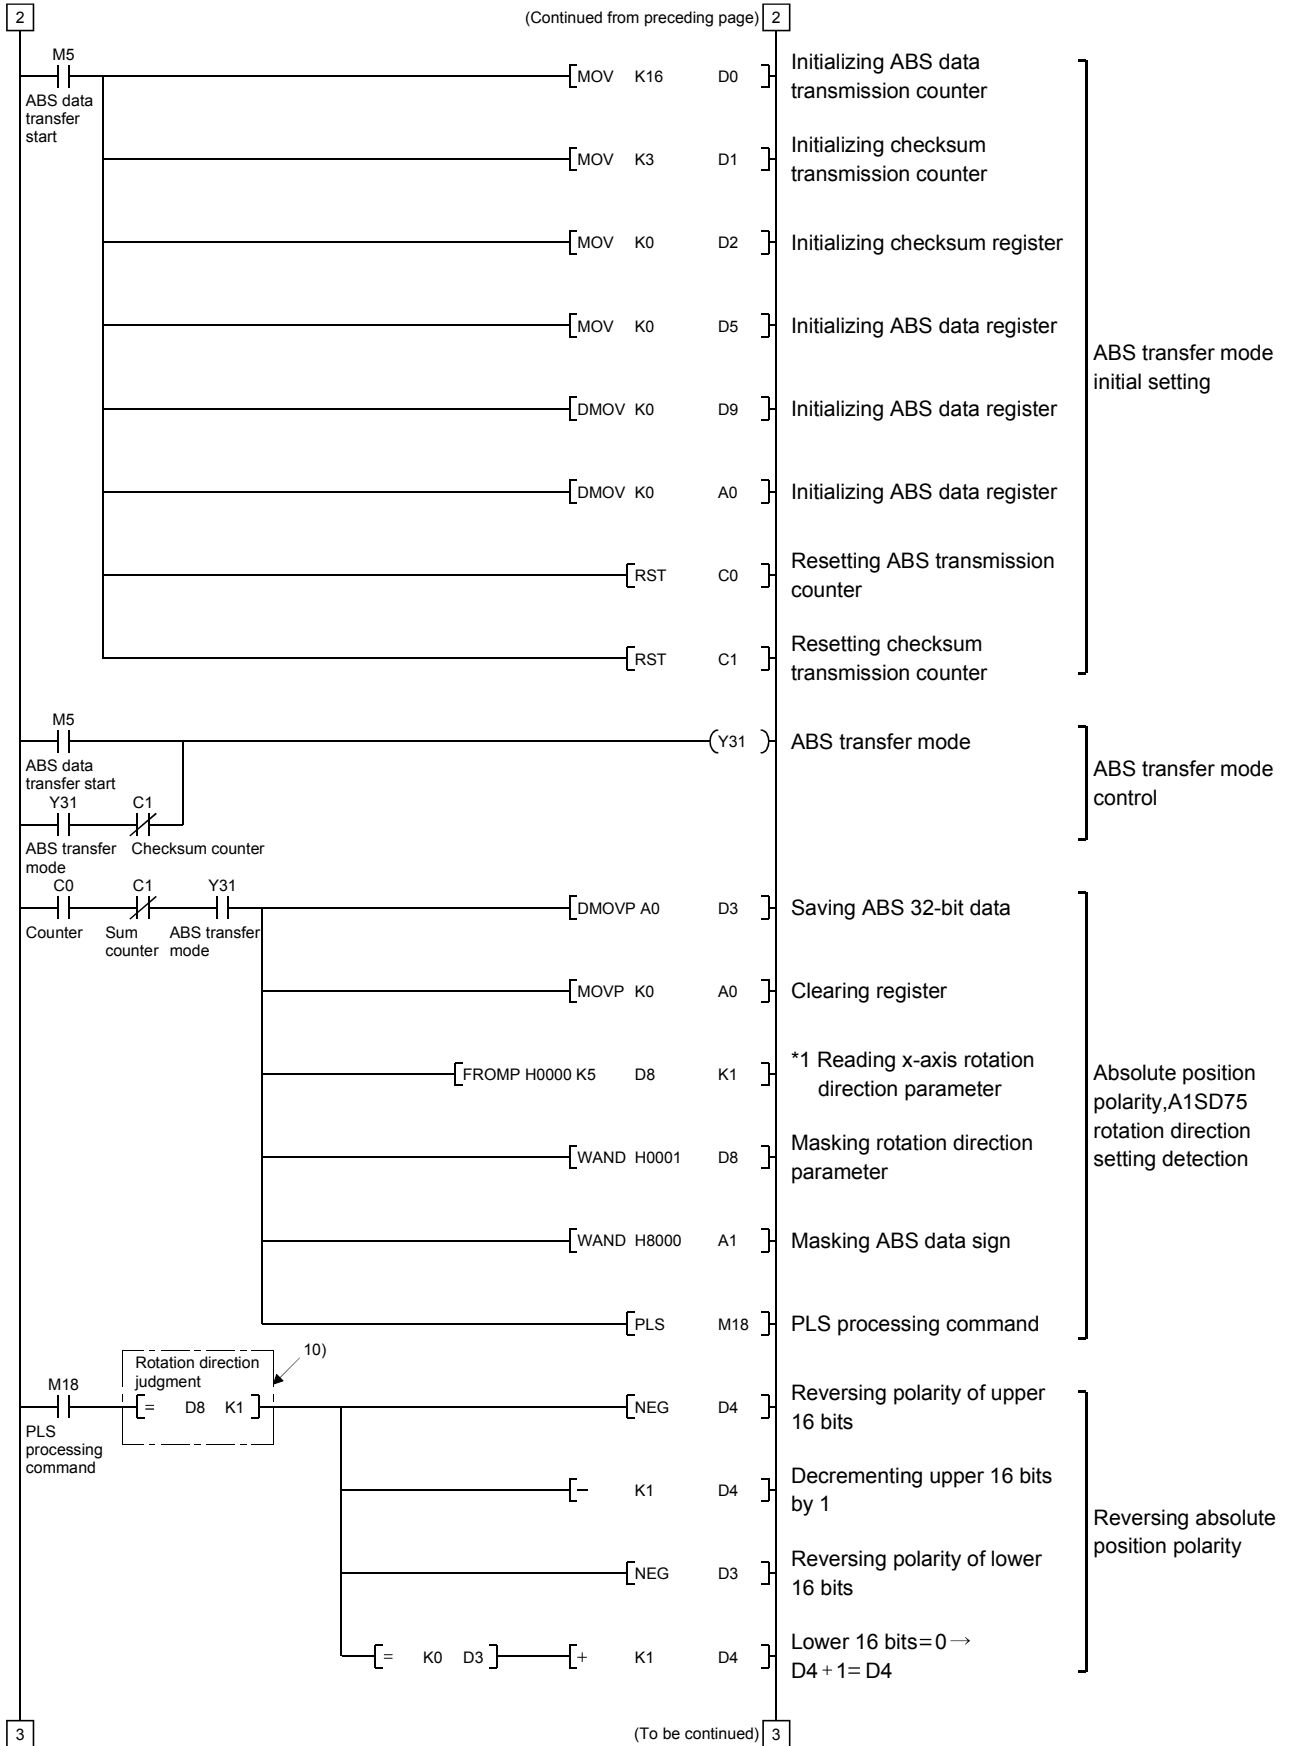 2 (Continued from preceding page) 2
M5
ABS data
transfer
start
MOV K16 D0
Initializing ABS data
transmission counter
MOV K3 D1
Initializing checksum
transmission counter
MOV K0 D2
Initializing checksum register
MOV K0 D5
Initializing ABS data register
DMOV K0 D9
Initializing ABS data register
DMOV K0 A0
Initializing ABS data register
RST C0
Resetting ABS transmission
counter
RST C1
Resetting checksum
transmission counter
ABS transfer mode
initial setting
M5
ABS data
transfer start
Y31
ABS transfer mode
Y31 C1
ABS transfer
mode
Checksum counter
ABS transfer mode
control
C0 C1 Y31
Counter
Sum
counter
ABS transfer
mode
DMOVP A0 D3
Saving ABS 32-bit data
MOVP K0 A0
Clearing register
FROMP H0000 K5 D8 K1
*1 Reading x-axis rotation
direction parameter
WAND H0001 D8
Masking rotation direction
parameter
WAND H8000 A1
Masking ABS data sign
PLS M18
PLS processing command
Absolute position
polarity,A1SD75
rotation direction
setting detection
M18
PLS
processing
command
Rotation direction
judgment
= D8 K1
10)
NEG D4
Reversing polarity of upper
16 bits
− K1 D4
Decrementing upper 16 bits
by 1
NEG D3
Reversing polarity of lower
16 bits
= K0 D3 + K1 D4
Lower 16 bits=0→
D4+1=D4
Reversing absolute
position polarity
3 (To be continued) 3